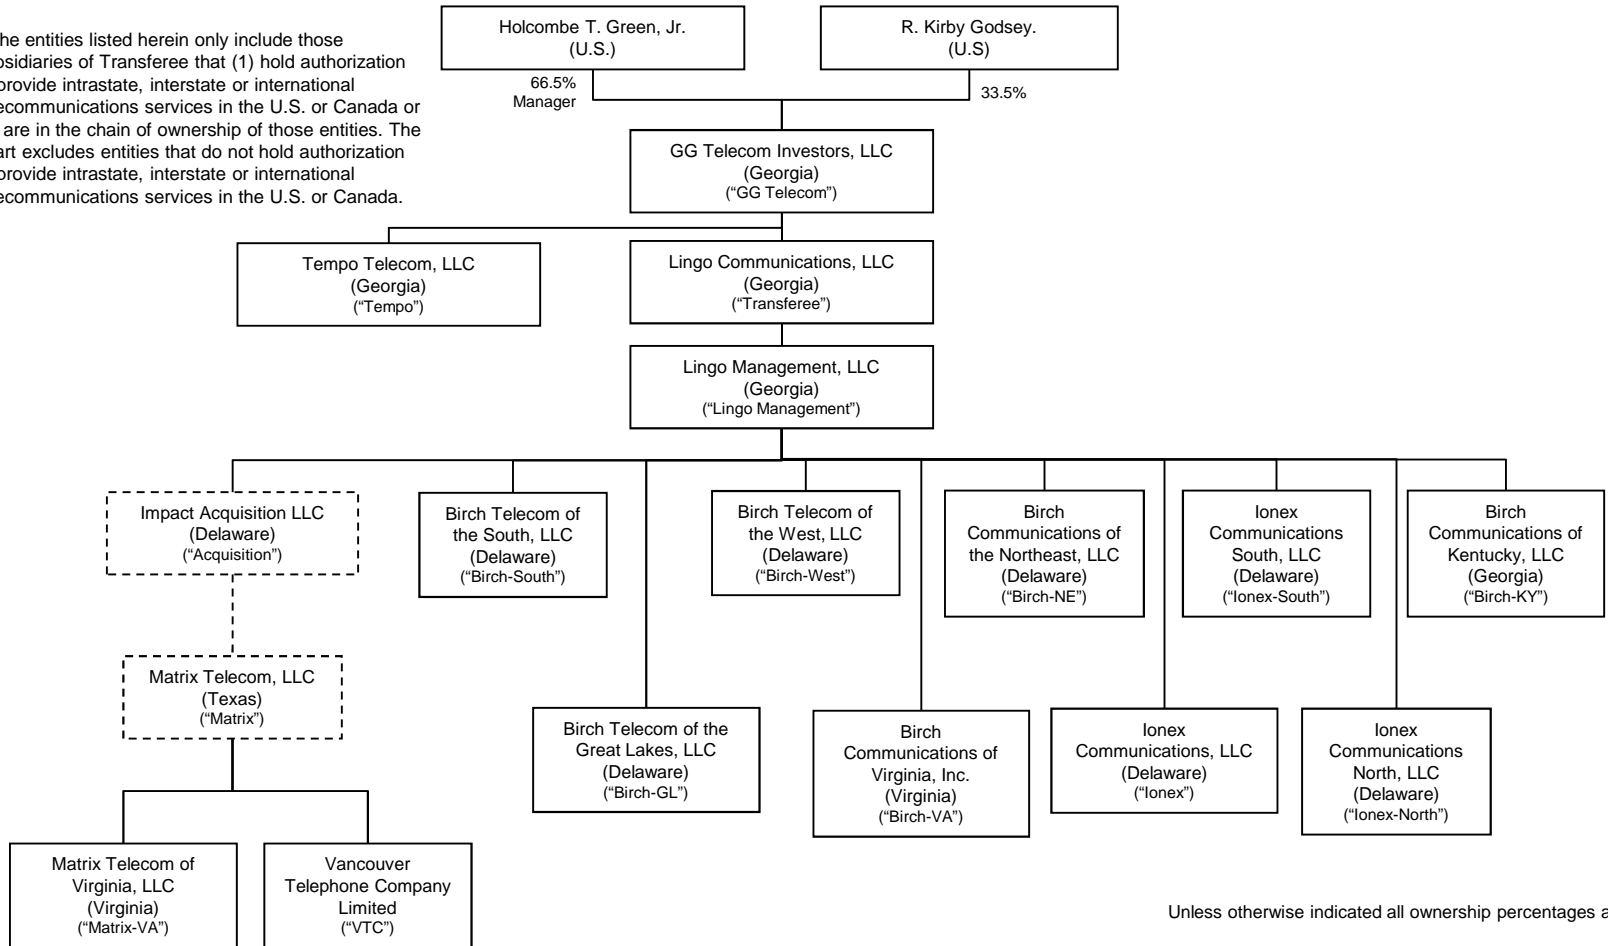 he entities listed herein only include those
sidiaries of Transferee that (1) hold authorization
provide intrastate, interstate or international
ecommunications services in the U.S. or Canada or
are in the chain of ownership of those entities. The
art excludes entities that do not hold authorization
provide intrastate, interstate or international
ecommunications services in the U.S. or Canada.
Holcombe T. Green, Jr.
(U.S.)
R. Kirby Godsey.
(U.S)
66.5%
Manager
33.5%
GG Telecom Investors, LLC
(Georgia)
(“GG Telecom”)
Tempo Telecom, LLC
(Georgia)
(“Tempo”)
Lingo Communications, LLC
(Georgia)
(“Transferee”)
Lingo Management, LLC
(Georgia)
(“Lingo Management”)
Impact Acquisition LLC
(Delaware)
(“Acquisition”)
Birch Telecom of
the South, LLC
(Delaware)
(“Birch-South”)
Birch Telecom of
the West, LLC
(Delaware)
(“Birch-West”)
Birch
Communications of
the Northeast, LLC
(Delaware)
(“Birch-NE”)
Ionex
Communications
South, LLC
(Delaware)
(“Ionex-South”)
Birch
Communications of
Kentucky, LLC
(Georgia)
(“Birch-KY”)
Matrix Telecom, LLC
(Texas)
(“Matrix”)
Birch Telecom of the
Great Lakes, LLC
(Delaware)
(“Birch-GL”)
Birch
Communications of
Virginia, Inc.
(Virginia)
(“Birch-VA”)
Ionex
Communications, LLC
(Delaware)
(“Ionex”)
Ionex
Communications
North, LLC
(Delaware)
(“Ionex-North”)
Matrix Telecom of
Virginia, LLC
(Virginia)
(“Matrix-VA”)
Vancouver
Telephone Company
Limited
(“VTC”)
Unless otherwise indicated all ownership percentages a